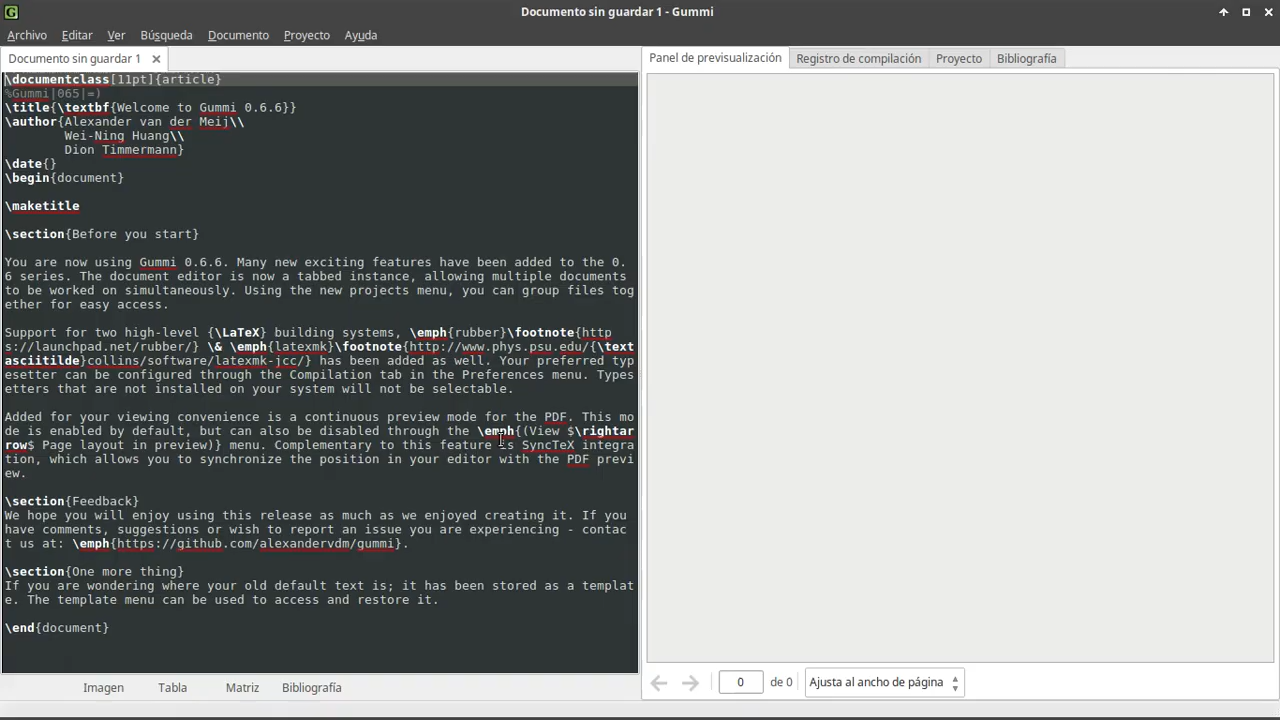 Documento sin guardar 1 - Gummi
Archivo Editar Ver Búsqueda Documento Proyecto Ayuda
Documento sin guardar 1
\documentclass[11pt]{article}
%Gummi|065|=)
\title{\textbf{Welcome to Gummi 0.6.6}}
\author{Alexander van der Meij\\
Wei-Ning Huang\\
Dion Timmermann}
\date{}
\begin{document}
\maketitle
\section{Before you start}
You are now using Gummi 0.6.6. Many new exciting features have been added to the 0.
6 series. The document editor is now a tabbed instance, allowing multiple documents
to be worked on simultaneously. Using the new projects menu, you can group files tog
ether for easy access.
Support for two high-level {\LaTeX} building systems, \emph{rubber}\footnote{http
s://launchpad.net/rubber/} \& \emph{latexmk}\footnote{http://www.phys.psu.edu/{\text
asciitilde}collins/software/latexmk-jcc/} has been added as well. Your preferred typ
esetter can be configured through the Compilation tab in the Preferences menu. Types
etters that are not installed on your system will not be selectable.
Added for your viewing convenience is a continuous preview mode for the PDF. This mo
de is enabled by default, but can also be disabled through the \emph{(View $\rightar
row$ Page layout in preview)} menu. Complementary to this feature is SyncTeX integra
tion, which allows you to synchronize the position in your editor with the PDF previ
ew.
\section{Feedback}
We hope you will enjoy using this release as much as we enjoyed creating it. If you
have comments, suggestions or wish to report an issue you are experiencing - contac
t us at: \emph{https://github.com/alexandervdm/gummi}.
\section{One more thing}
If you are wondering where your old default text is; it has been stored as a templat
e. The template menu can be used to access and restore it.
\end{document}
Imagen Tabla Matriz Bibliografía
Panel de previsualización Registro de compilación Proyecto Bibliografía
0 de 0 Ajusta al ancho de página